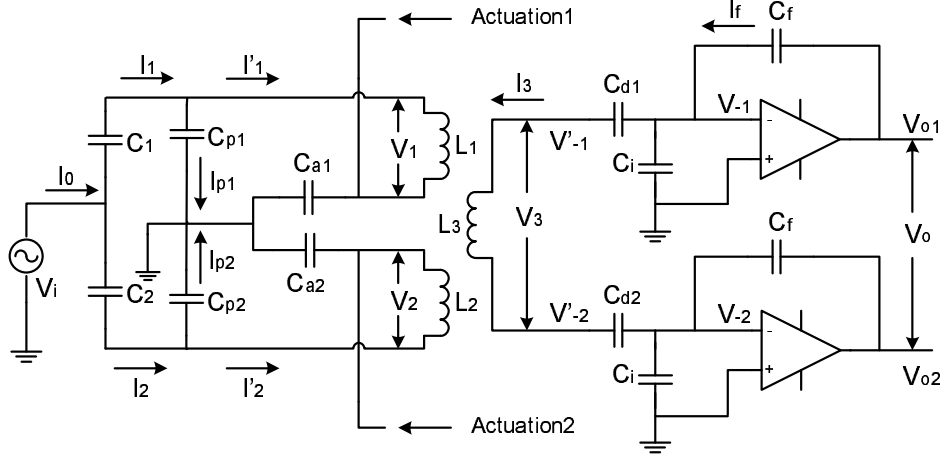 Actuation1
If
Cf
I1
I'1
I3
Cd1
V-1
-
C1
Cp1
V1
L1
V'-1
Vo1
Ca1
Ci
+
I0
Ip1
L3
V3
Vo
Cf
Vi
Ip2
Ca2
C2
Cp2
V2
L2
V'-2
Cd2
V-2
-
Ci
+
Vo2
I2
I'2
Actuation2